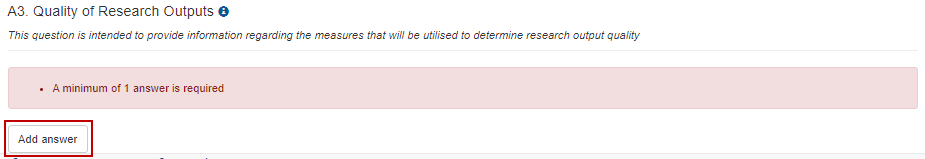 A3. Quality of Research Outputs
This question is intended to provide information regarding the measures that will be utilised to determine research output quality
A minimum of 1 answer is required
Add answer